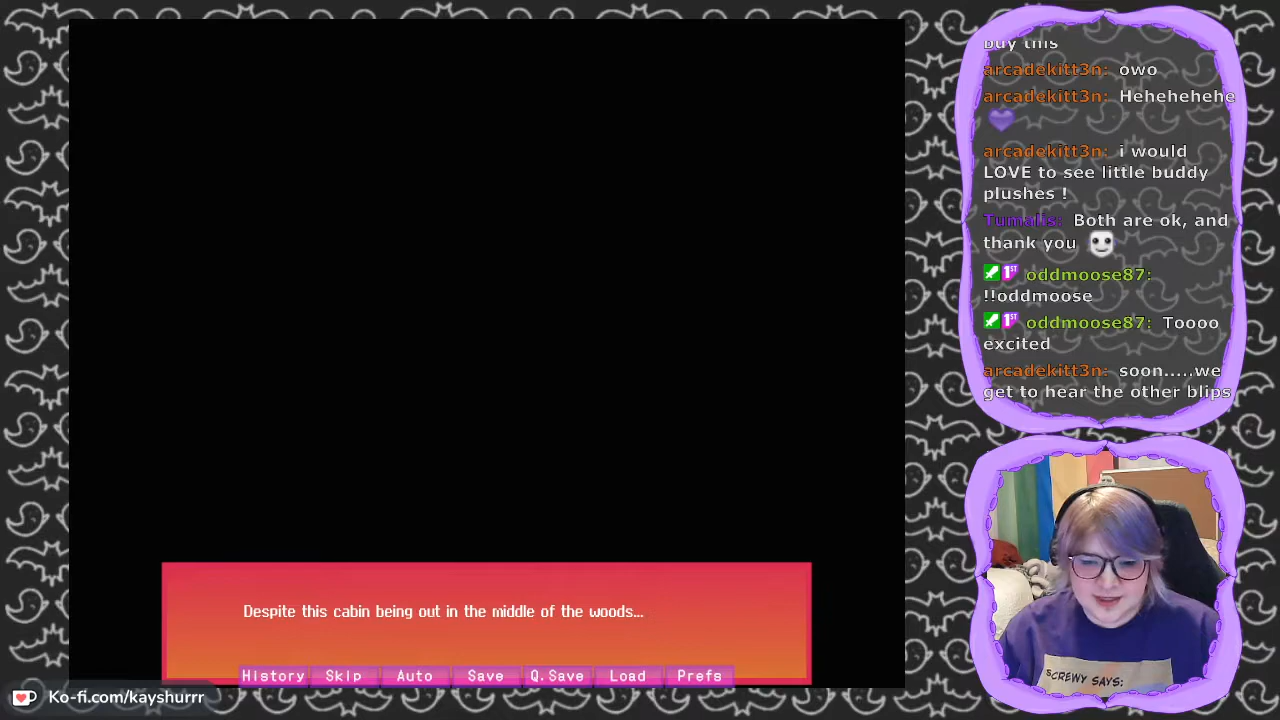 buy this
arcadekitt3n: owo
arcadekitt3n: Hehehehehe
arcadekitt3n: i would
LOVE to see little buddy
plushes !
Tumalis: Both are ok, and
thank you
1ST oddmoose87:
!!oddmoose
1ST oddmoose87: Toooo
excited
arcadekitt3n: soon.....we
get to hear the other blips
Despite this cabin being out in the middle of the woods...
History Skip Auto Save Q.Save Load Prefs
SCREWY SAYS:
Ko-fi.com/kayshurrr